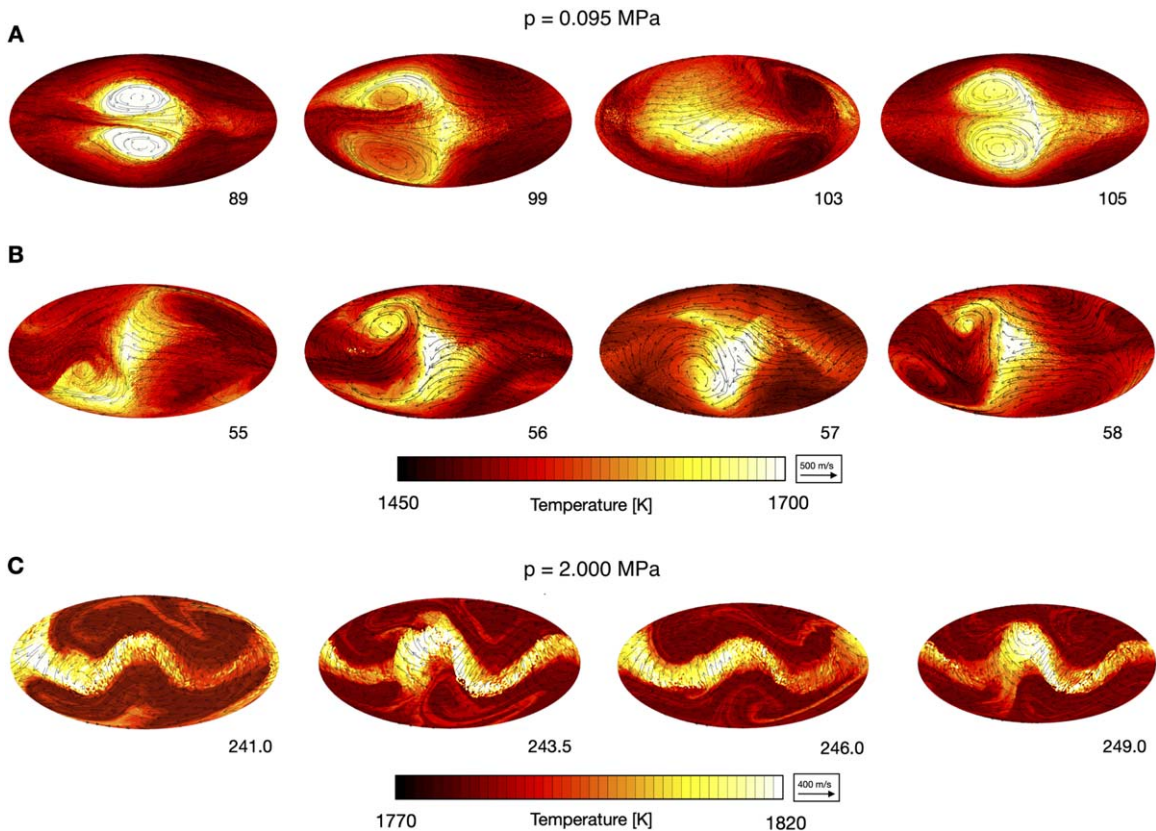 p = 0.095 MPa
A
89 99 103 105
B
55 56 57 58
500 m/s
1450 Temperature [K] 1700
C
p = 2.000 MPa
241.0 243.5 246.0 249.0
400 m/s
1770 Temperature [K] 1820